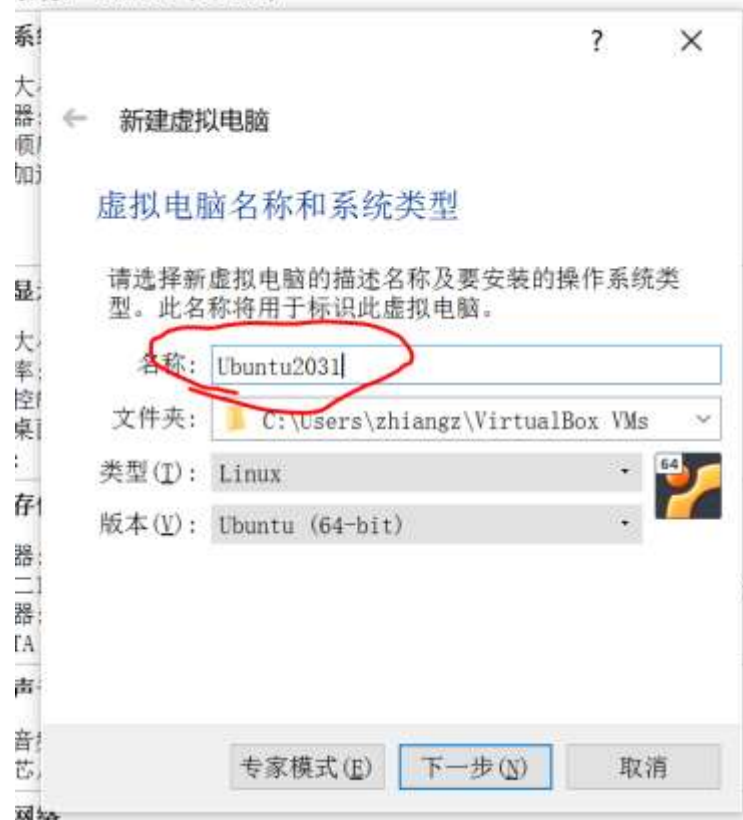 ?
新建虚拟电脑
虚拟电脑名称和系统类型
请选择新虚拟电脑的描述名称及要安装的操作系统类
型。此名称将用于标识此虚拟电脑。
名称: Ubuntu2031
文件夹: C:\Users\zhiangz\VirtualBox VMs
类型(T): Linux
64
版本(V): Ubuntu (64-bit)
专家模式(E) 下一步(N) 取消